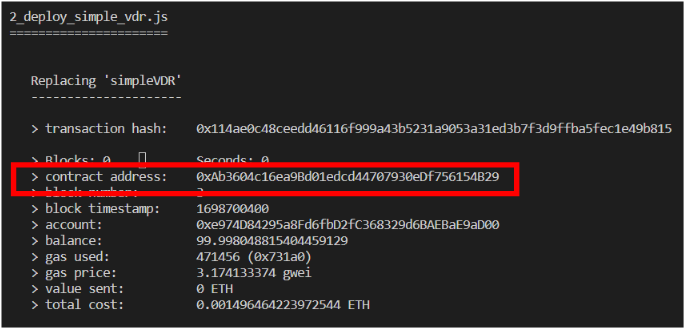 2_deploy_simple_vdr.js
======================
Replacing 'simpleVDR'
---------------------
> transaction hash: 0x114ae0c48ceedd46116f999a43b5231a9053a31ed3b7f3d9ffba5fec1e49b815
> Blocks: 0 Seconds: 0
> contract address: 0xAb3604c16ea9Bd01edcd44707930eDf756154B29
> block number: 3
> block timestamp: 1698700400
> account: 0xe974D84295a8Fd6fbD2fC368329d6BAEBaE9aD00
> balance: 99.998048815404459129
> gas used: 471456 (0x731a0)
> gas price: 3.174133374 gwei
> value sent: 0 ETH
> total cost: 0.001496464223972544 ETH